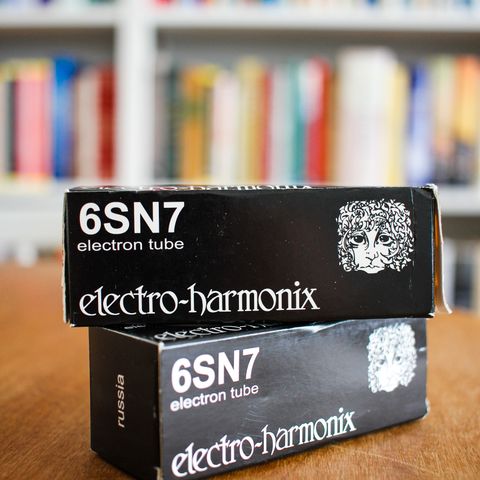 6SN7
electron tube
electro-harmonix
russia
6SN7
electron tube
electro-harmonix